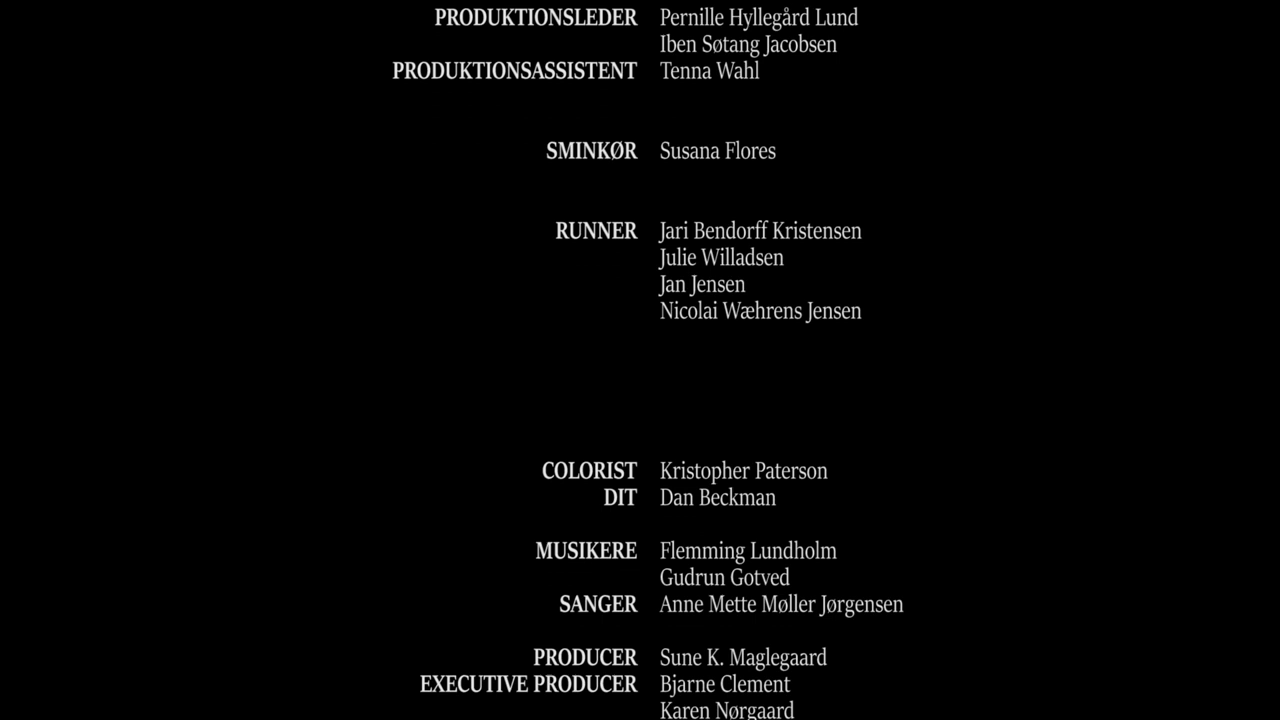 PRODUKTIONSLEDER Pernille Hyllegård Lund
Iben Søtang Jacobsen
PRODUKTIONSASSISTENT Tenna Wahl
SMINKØR Susana Flores
RUNNER Jari Bendorff Kristensen
Julie Willadsen
Jan Jensen
Nicolai Wæhrens Jensen
COLORIST Kristopher Paterson
DIT Dan Beckman
MUSIKERE Flemming Lundholm
Gudrun Gotved
SANGER Anne Mette Møller Jørgensen
PRODUCER Sune K. Maglegaard
EXECUTIVE PRODUCER Bjarne Clement
Karen Nørgaard